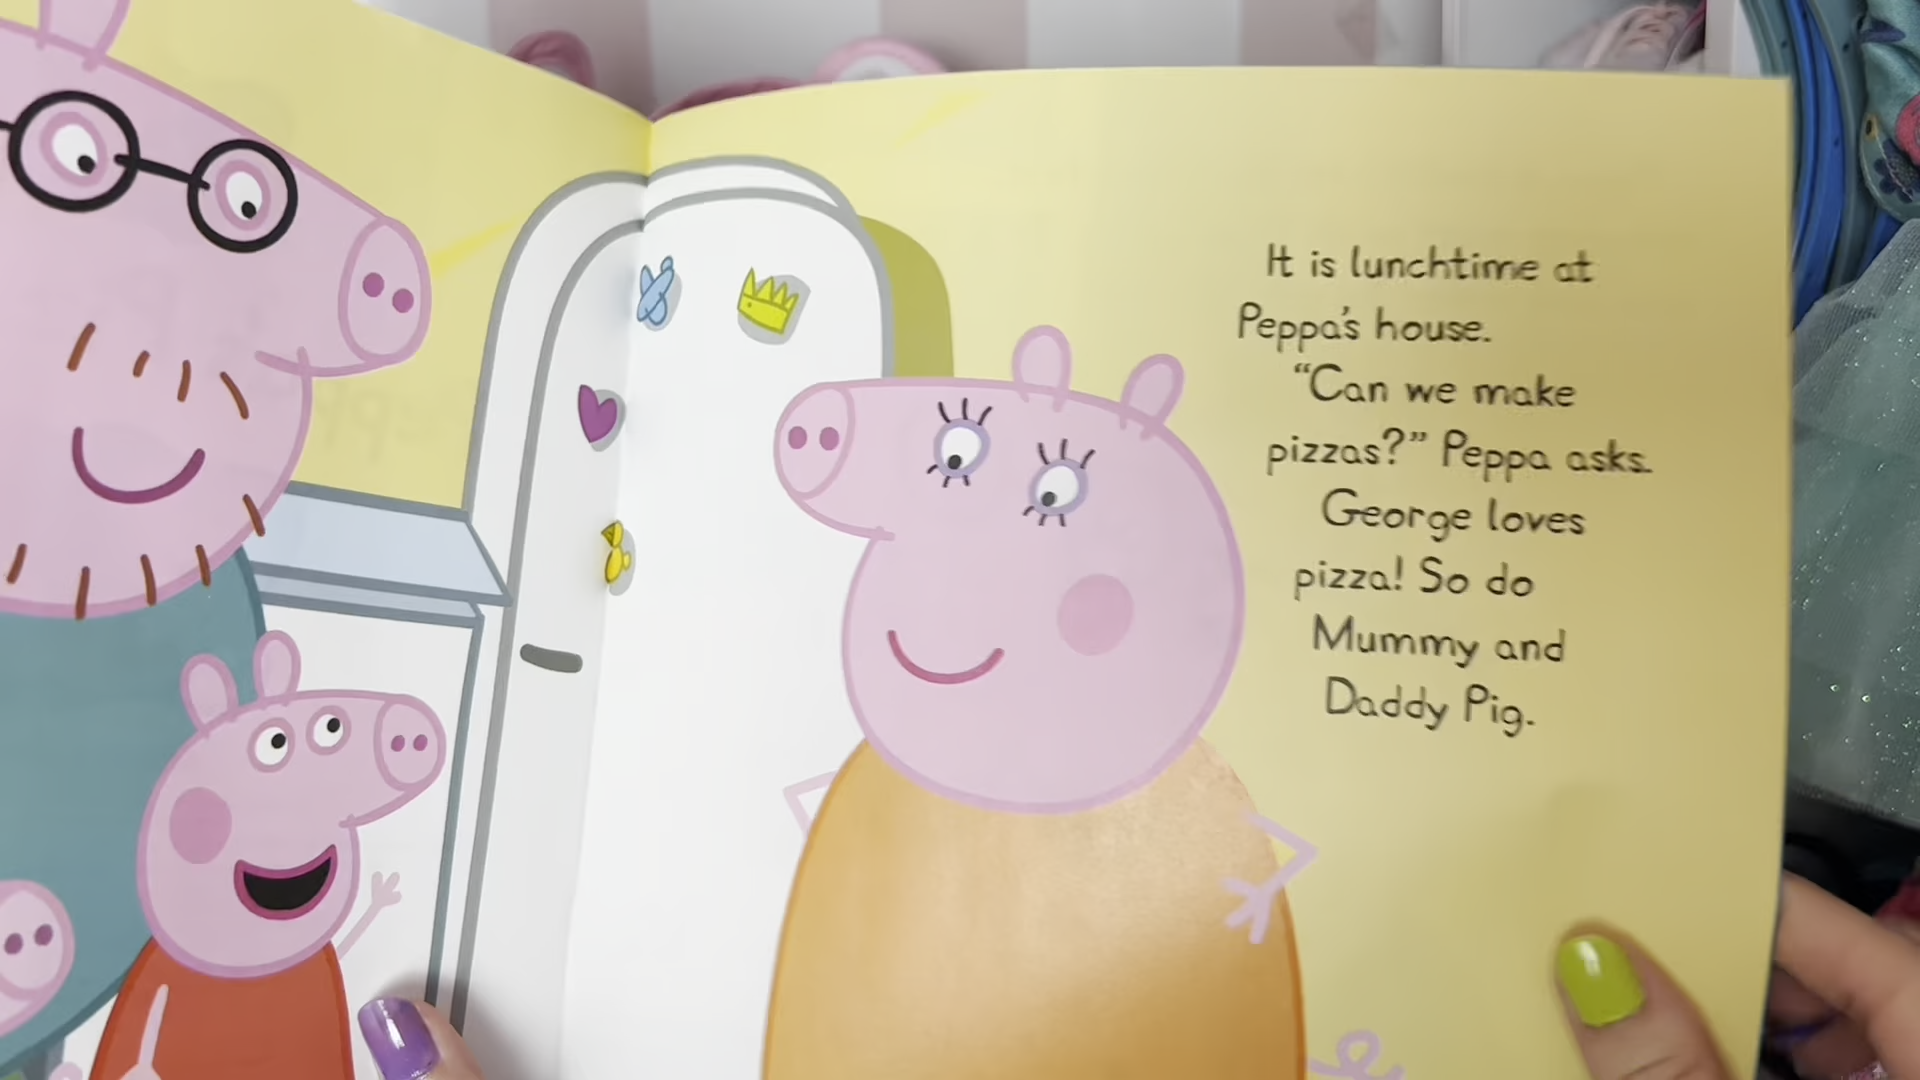 It is lunchtime at
Peppa's house.
“Can we make
pizzas?” Peppa asks.
George loves
pizza! So do
Mummy and
Daddy Pig.